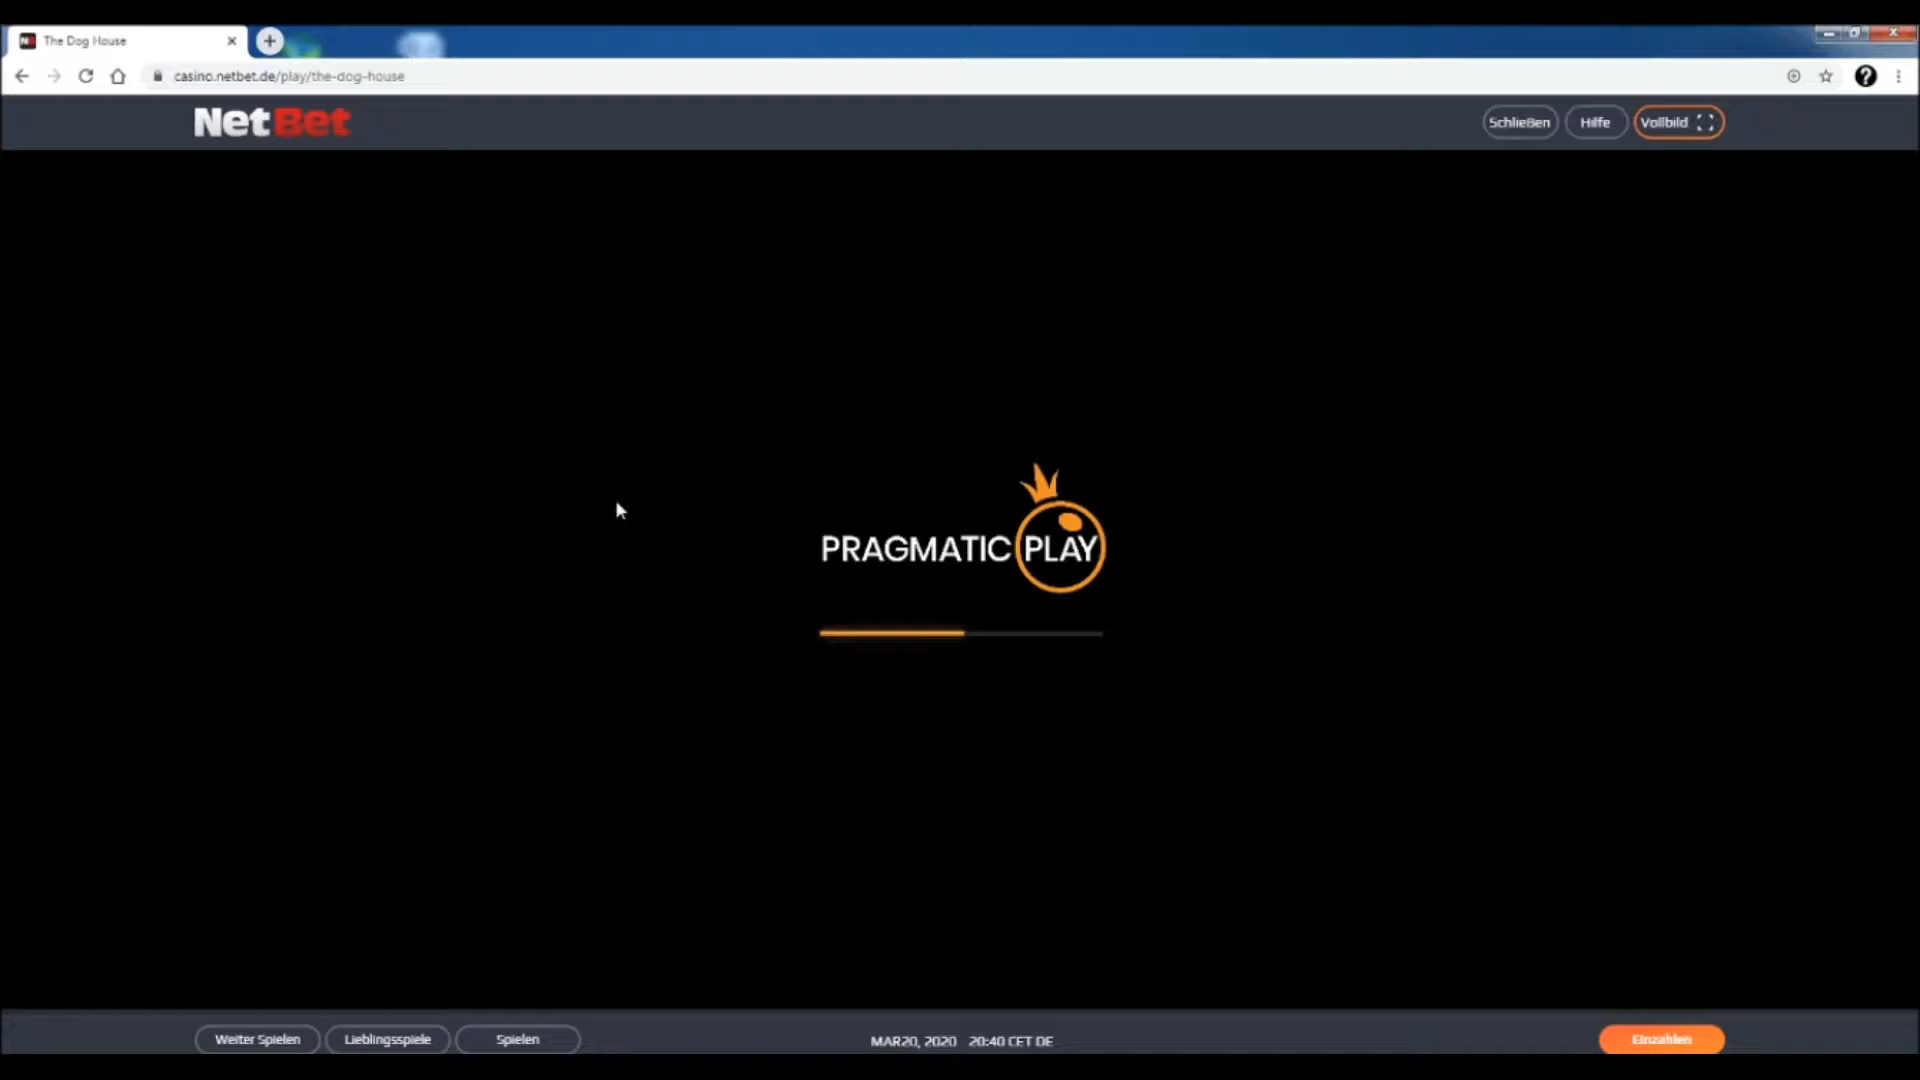 The Dog House
casino.netbet.de/play/the-dog-house
NetBet
Schließen
Hilfe
Vollbild
PRAGMATIC PLAY
Weiter Spielen
Lieblingsspiele
Spielen
MAR20, 2020 20:40 CET DE
Einzahlen